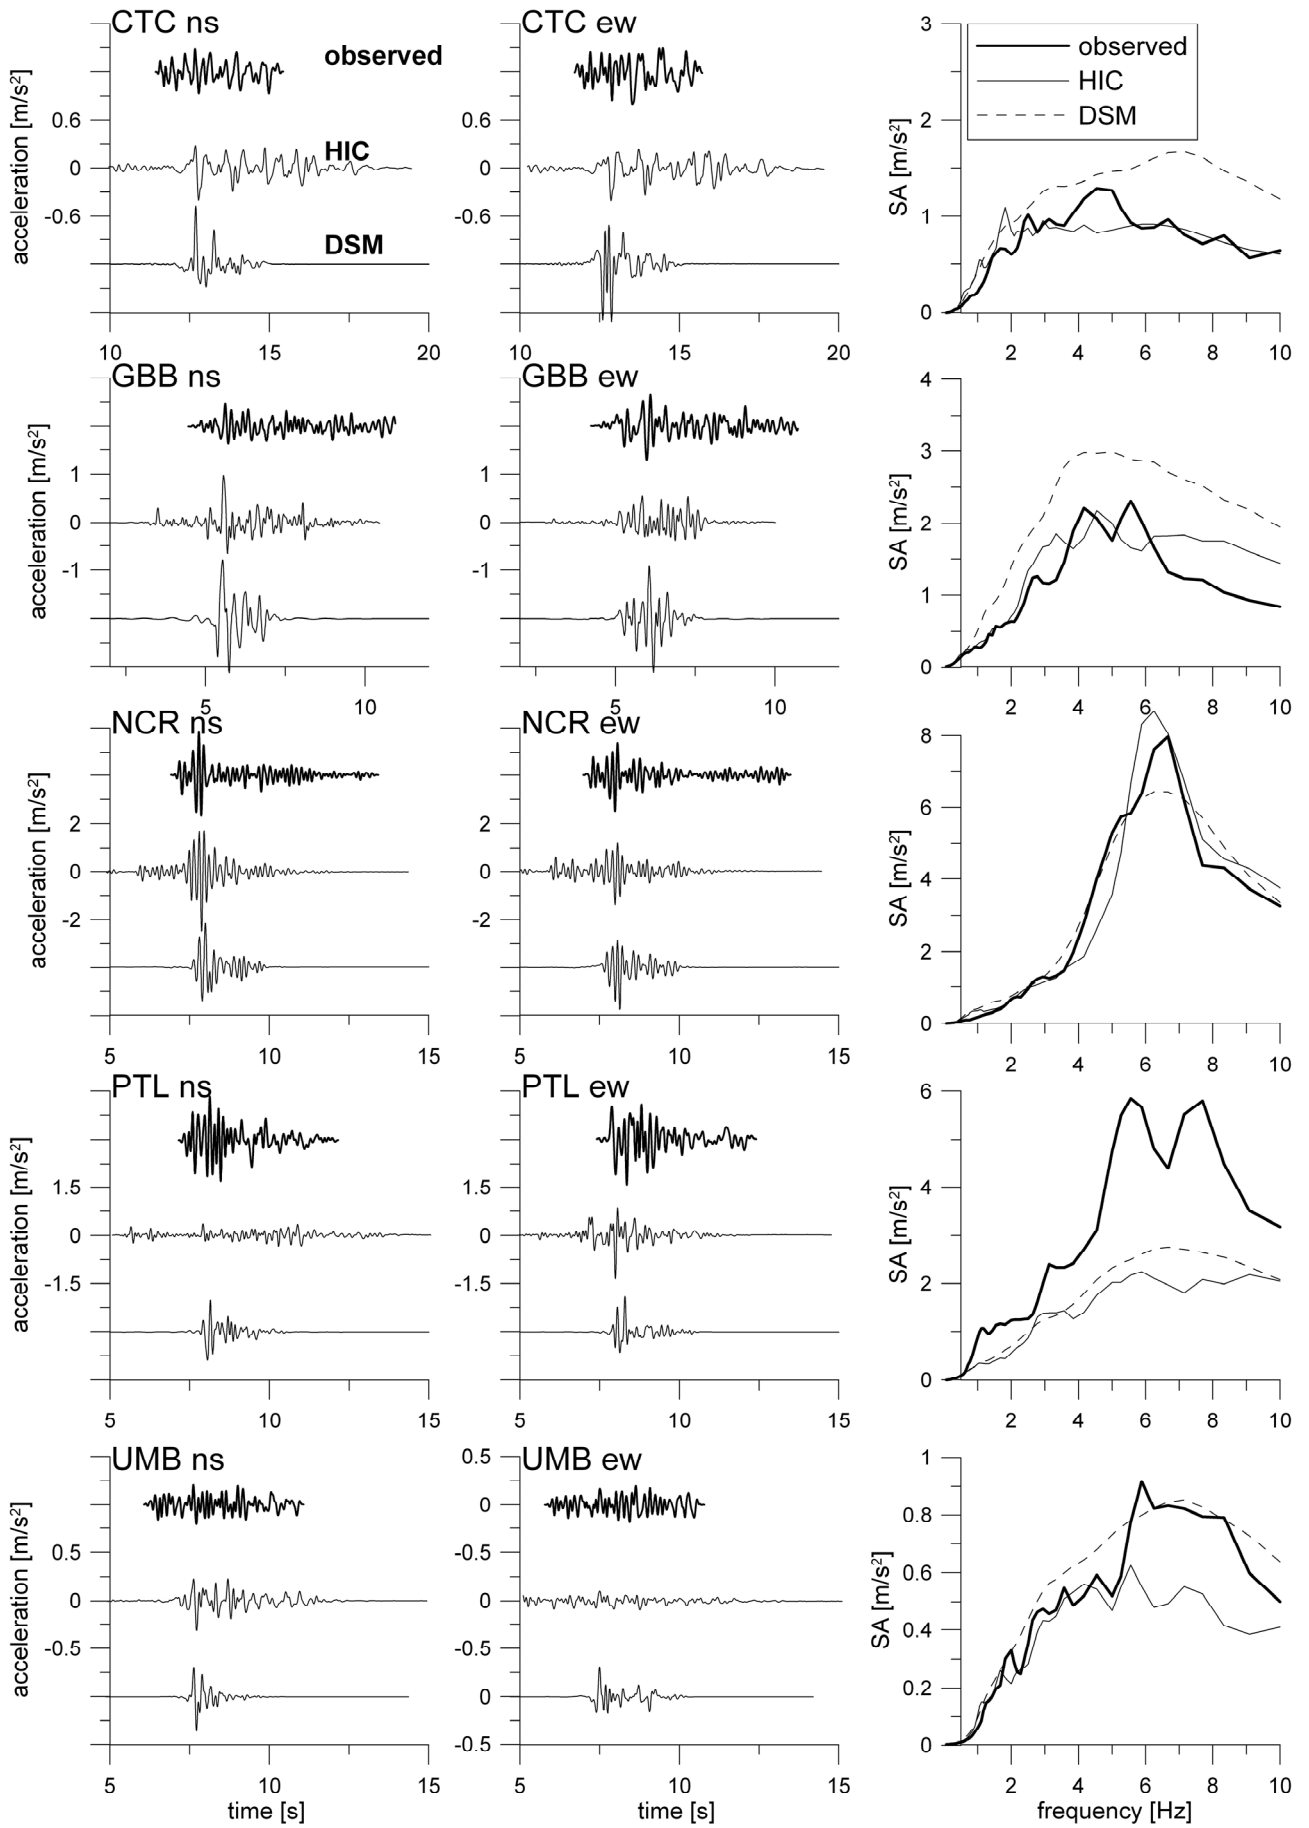 CTC ns
CTC ew
3
observed
observed
HIC
DSM
acceleration [m/s²]
0.6
0.6
2
SA [m/s²]
HIC
0
0
-0.6
-0.6
1
DSM
0
10 15 20
10 15 20
2 4 6 8 10
GBB ns
GBB ew
4
acceleration [m/s²]
1
1
3
SA [m/s²]
0
0
2
-1
-1
1
0
5 10
5 10
2 4 6 8 10
NCR ns
NCR ew
8
acceleration [m/s²]
2
2
6
SA [m/s²]
0
0
4
-2
-2
2
0
5 10 15
5 10 15
2 4 6 8 10
PTL ns
PTL ew
6
acceleration [m/s²]
1.5
1.5
4
SA [m/s²]
0
0
-1.5
-1.5
2
0
5 10 15
5 10 15
2 4 6 8 10
UMB ns
0.5
UMB ew
1
acceleration [m/s²]
0
0.8
0.5
-0.5
0.6
SA [m/s²]
0
0
0.4
-0.5
-0.5
0.2
0
-0.5
0
5 10 15
5 10 15
2 4 6 8 10
time [s]
time [s]
frequency [Hz]